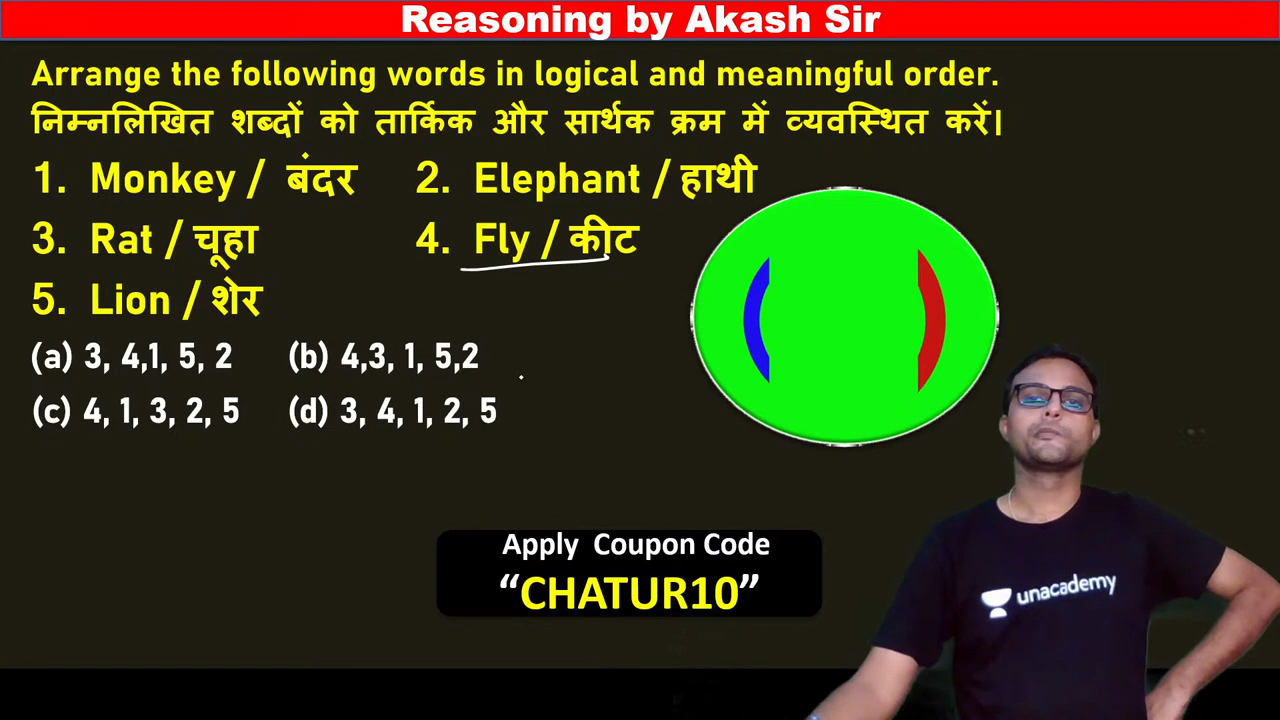 Reasoning by Akash Sir
Arrange the following words in logical and meaningful order.
निम्नलिखित शब्दों को तार्किक और सार्थक क्रम में व्यवस्थित करें।
1. Monkey / बंदर 2. Elephant / हाथी
3. Rat / चूहा 4. Fly / कीट
5. Lion / शेर
(a) 3, 4,1, 5, 2 (b) 4,3, 1, 5,2
(c) 4, 1, 3, 2, 5 (d) 3, 4, 1, 2, 5
Apply Coupon Code
“CHATUR10”
unacademy